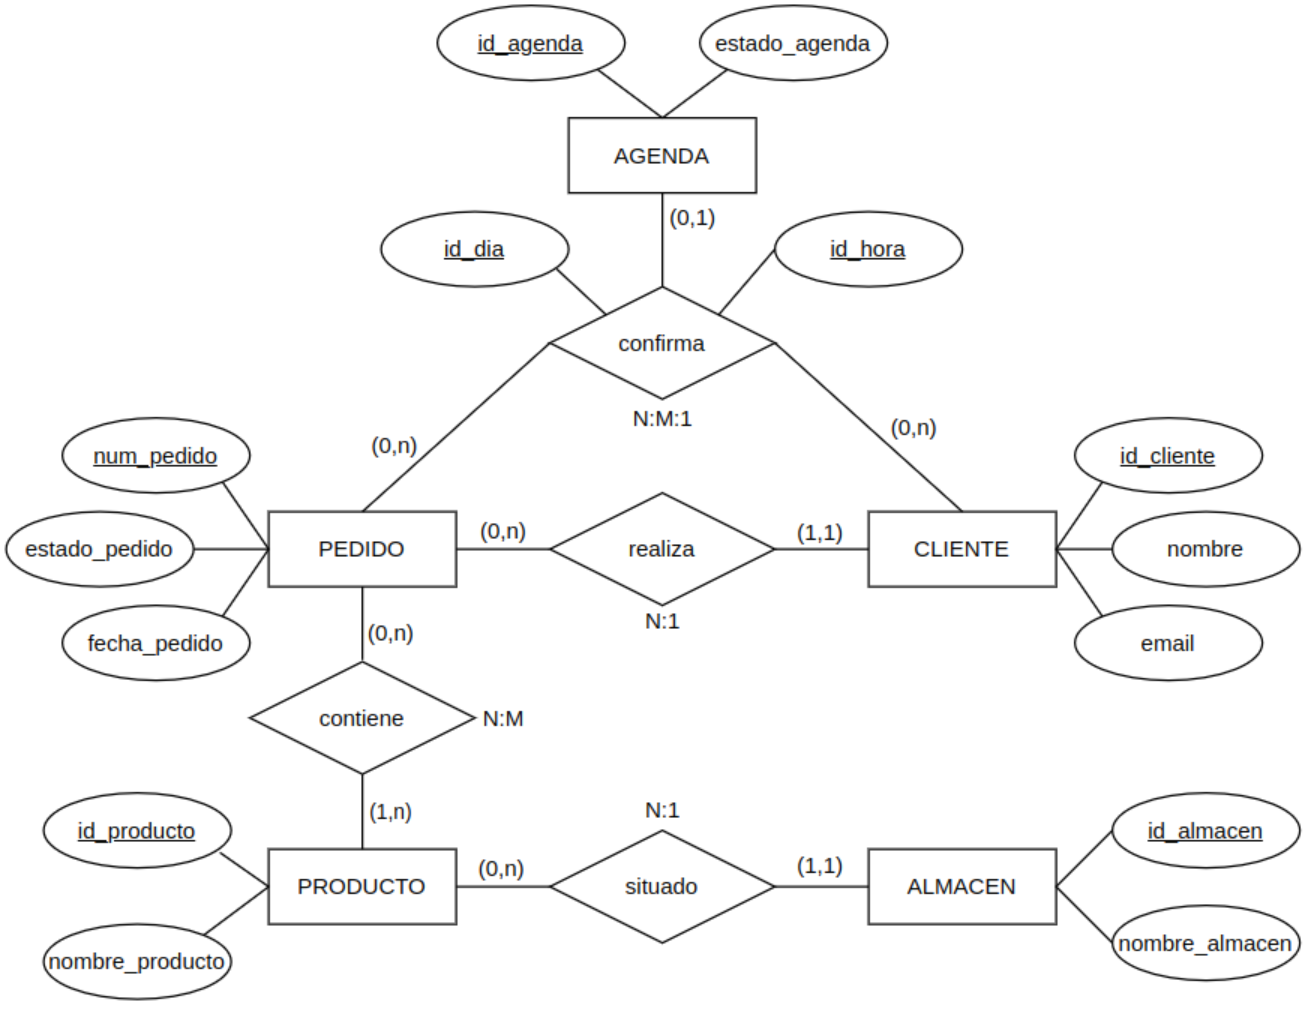 id_agenda
estado_agenda
AGENDA
(0,1)
id_dia
id_hora
confirma
N:M:1
(0,n)
(0,n)
num_pedido
id_cliente
estado_pedido
PEDIDO
(0,n)
realiza
(1,1)
CLIENTE
nombre
N:1
fecha_pedido
(0,n)
email
contiene
N:M
(1,n)
N:1
id_producto
id_almacen
PRODUCTO
(0,n)
situado
(1,1)
ALMACEN
nombre_producto
nombre_almacen